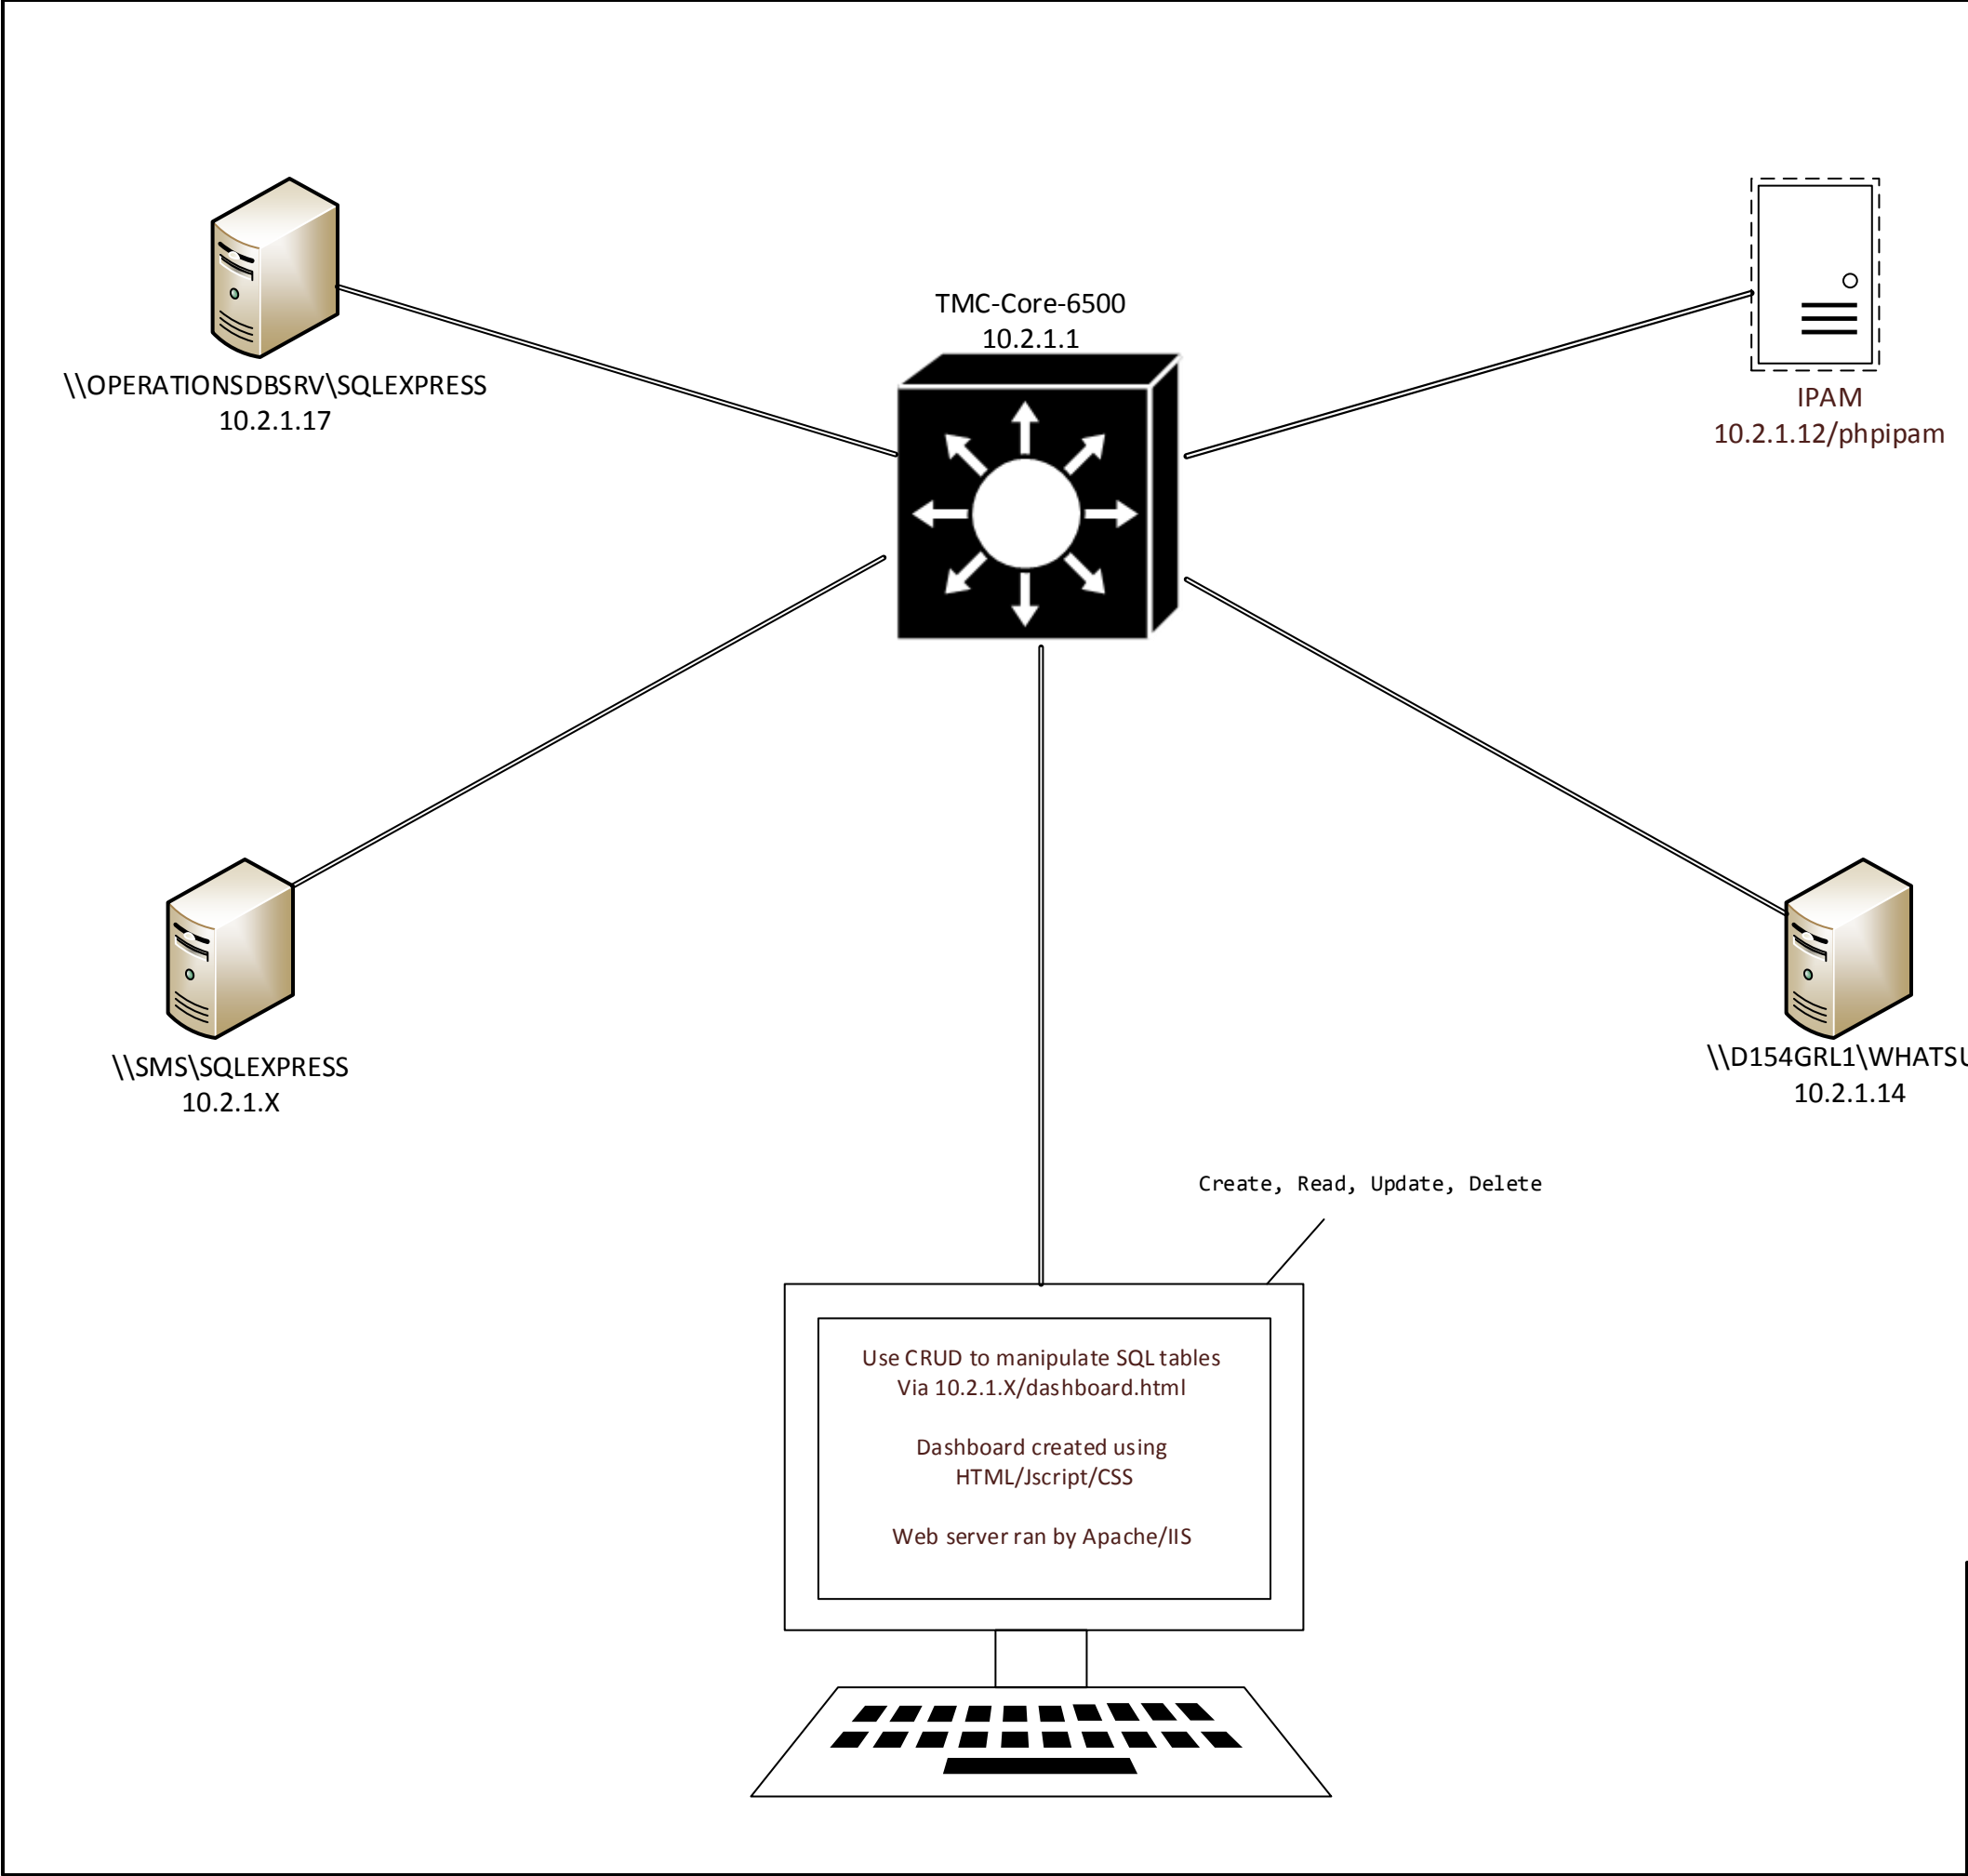 TMC-Core-6500
10.2.1.1
\\OPERATIONSDBSRV\SQLEXPRESS
10.2.1.17
IPAM
10.2.1.12/phpipam
\\SMS\SQLEXPRESS
10.2.1.X
\\D154GRL1\WHATSU
10.2.1.14
Create, Read, Update, Delete
Use CRUD to manipulate SQL tables
Via 10.2.1.X/dashboard.html
Dashboard created using
HTML/Jscript/CSS
Web server ran by Apache/IIS